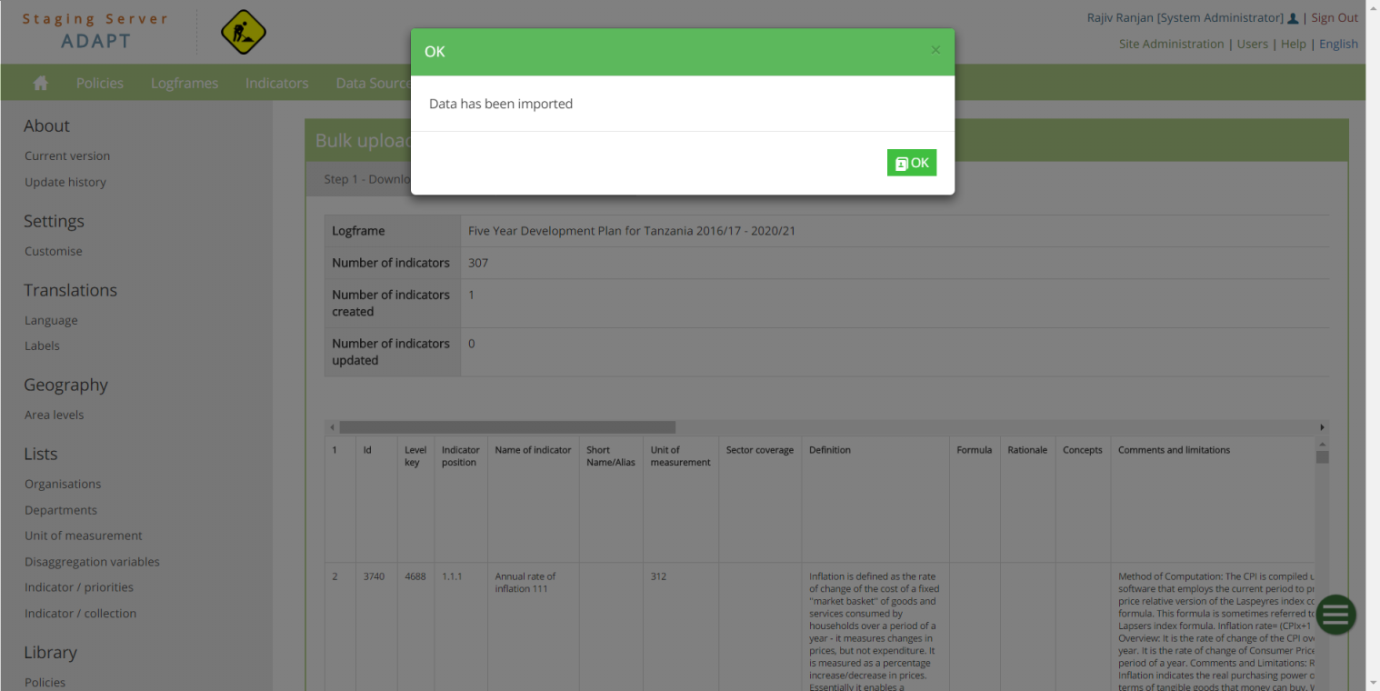 Staging Server
ADAPT
Rajiv Ranjan [System Administrator] | Sign Out
Site Administration | Users | Help | English
Policies Logframes Indicators Data Source
OK ×
Data has been imported
OK
About
Current version
Update history
Settings
Customise
Translations
Language
Labels
Geography
Area levels
Lists
Organisations
Departments
Unit of measurement
Disaggregation variables
Indicator / priorities
Indicator / collection
Library
Policies
Bulk upload
Step 1 - Downlo
Logframe Five Year Development Plan for Tanzania 2016/17 - 2020/21
Number of indicators 307
Number of indicators 1
created
Number of indicators 0
updated
1 Id Level Indicator Name of indicator Short Unit of Sector coverage Definition Formula Rationale Concepts Comments and limitations
key position Name/Alias measurement
2 3740 4688 1.1.1 Annual rate of 312 Inflation is defined as the rate Method of Computation: The CPI is compiled u
inflation 111 of change of the cost of a fixed software that employs the current period to p
"market basket" of goods and price relative version of the Laspeyres index co
services consumed by formula. This formula is sometimes referred to
households over a period of a Lapsers index formula. Inflation rate= (CPIx+1
year - it measures changes in Overview: It is the rate of change of the CPI ov
prices, but not expenditure. It year. It is the rate of change of Consumer Price
is measured as a percentage period of a year. Comments and Limitations: R
increase/decrease in prices. Inflation indicates the real purchasing power o
Essentially it enables a terms of tangible goods that money can buy.